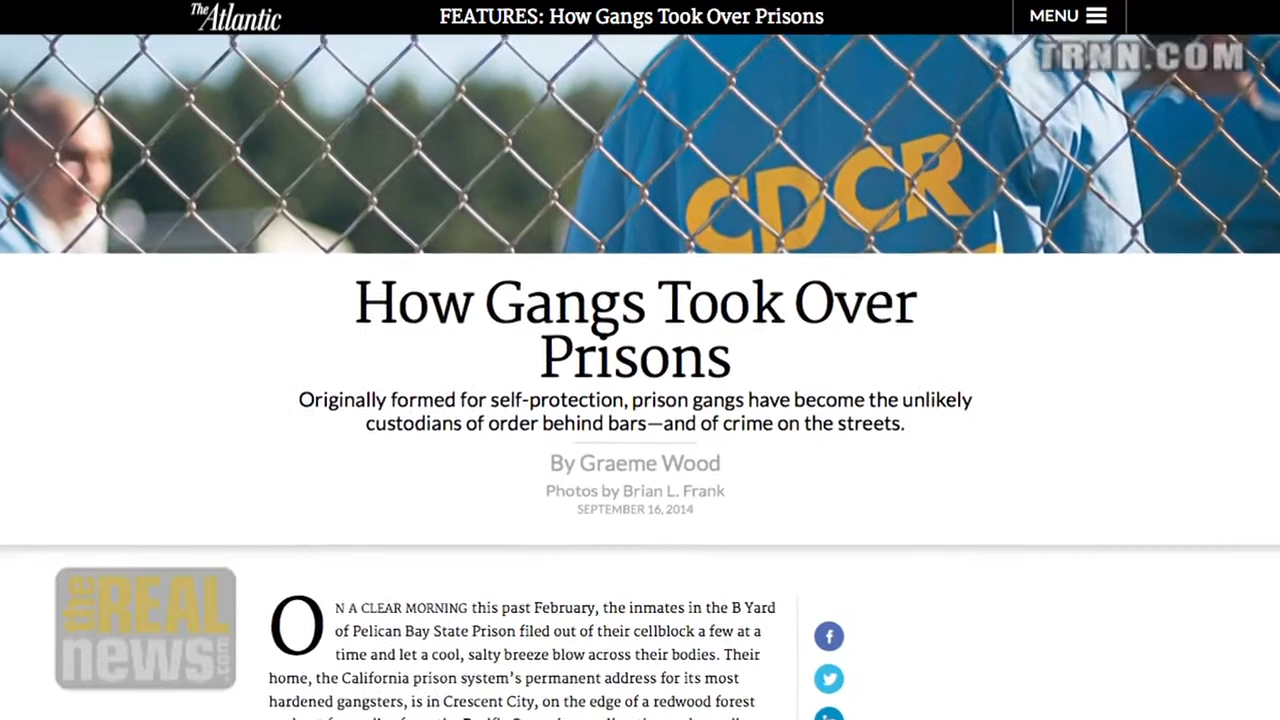 The Atlantic
FEATURES: How Gangs Took Over Prisons
MENU
TRNN.COM
CDCR
How Gangs Took Over
Prisons
Originally formed for self-protection, prison gangs have become the unlikely
custodians of order behind bars—and of crime on the streets.
By Graeme Wood
Photos by Brian L. Frank
SEPTEMBER 16, 2014
the REAL
news.com
ON A CLEAR MORNING this past February, the inmates in the B Yard
of Pelican Bay State Prison filed out of their cellblock a few at a
time and let a cool, salty breeze blow across their bodies. Their
home, the California prison system's permanent address for its most
hardened gangsters, is in Crescent City, on the edge of a redwood forest